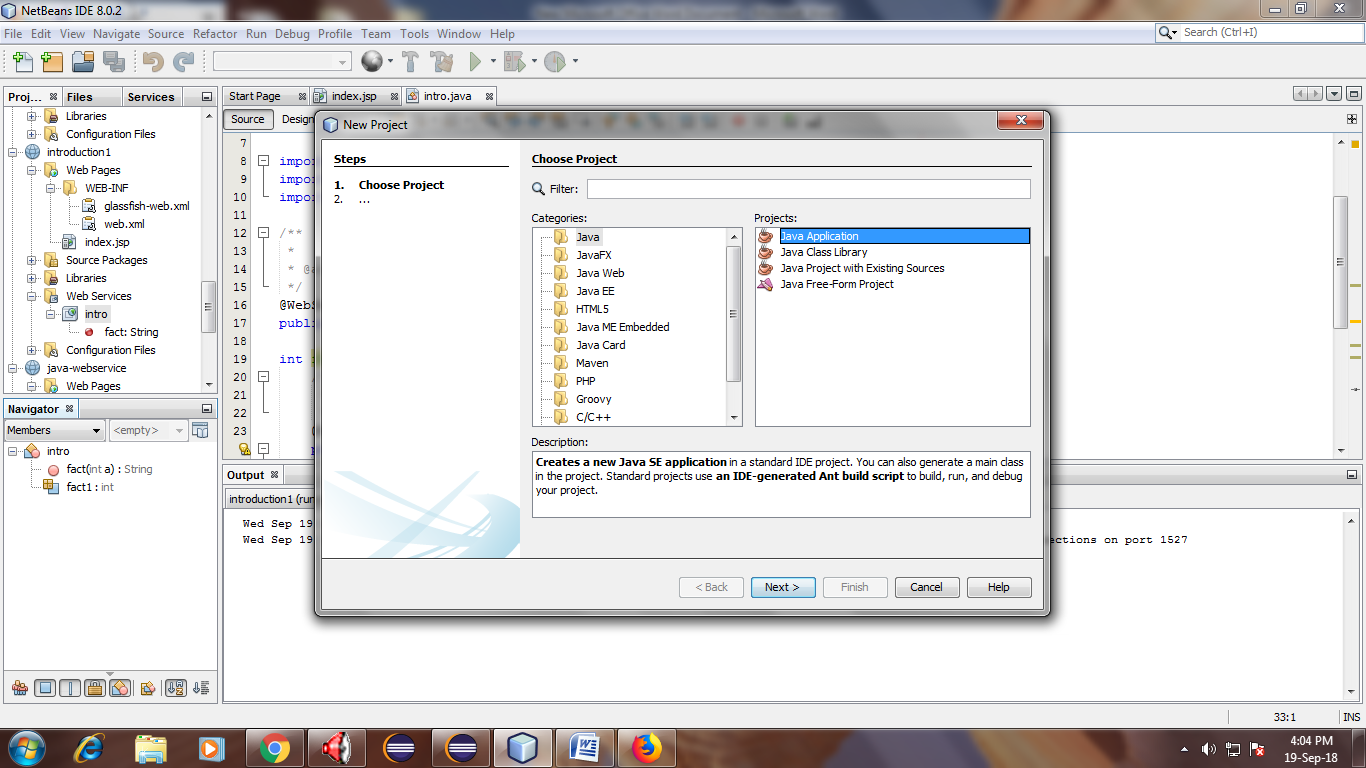 NetBeans IDE 8.0.2
File Edit View Navigate Source Refactor Run Debug Profile Team Tools Window Help
Search (Ctrl+I)
Proj... Files Services
Libraries
Configuration Files
introduction1
Web Pages
WEB-INF
glassfish-web.xml
web.xml
index.jsp
Source Packages
Libraries
Web Services
intro
fact: String
Configuration Files
java-webservice
Web Pages
Navigator
Members
<empty>
intro
fact(int a) : String
fact1 : int
Start Page index.jsp intro.java
Source Design
7
8 impo
9 impo
10 impo
11
12 /**
13 *
14 * @a
15 */
16 @WebS
17 publi
18
19 int
20
21
22
23
New Project
Steps
1. Choose Project
2. ...
Choose Project
Filter:
Categories:
Java
JavaFX
Java Web
Java EE
HTML5
Java ME Embedded
Java Card
Maven
PHP
Groovy
C/C++
Projects:
Java Application
Java Class Library
Java Project with Existing Sources
Java Free-Form Project
Description:
Creates a new Java SE application in a standard IDE project. You can also generate a main class
in the project. Standard projects use an IDE-generated Ant build script to build, run, and debug
your project.
< Back Next > Finish Cancel Help
Output
introduction1 (run
Wed Sep 19
Wed Sep 19 ections on port 1527
33:1 INS
4:04 PM
19-Sep-18